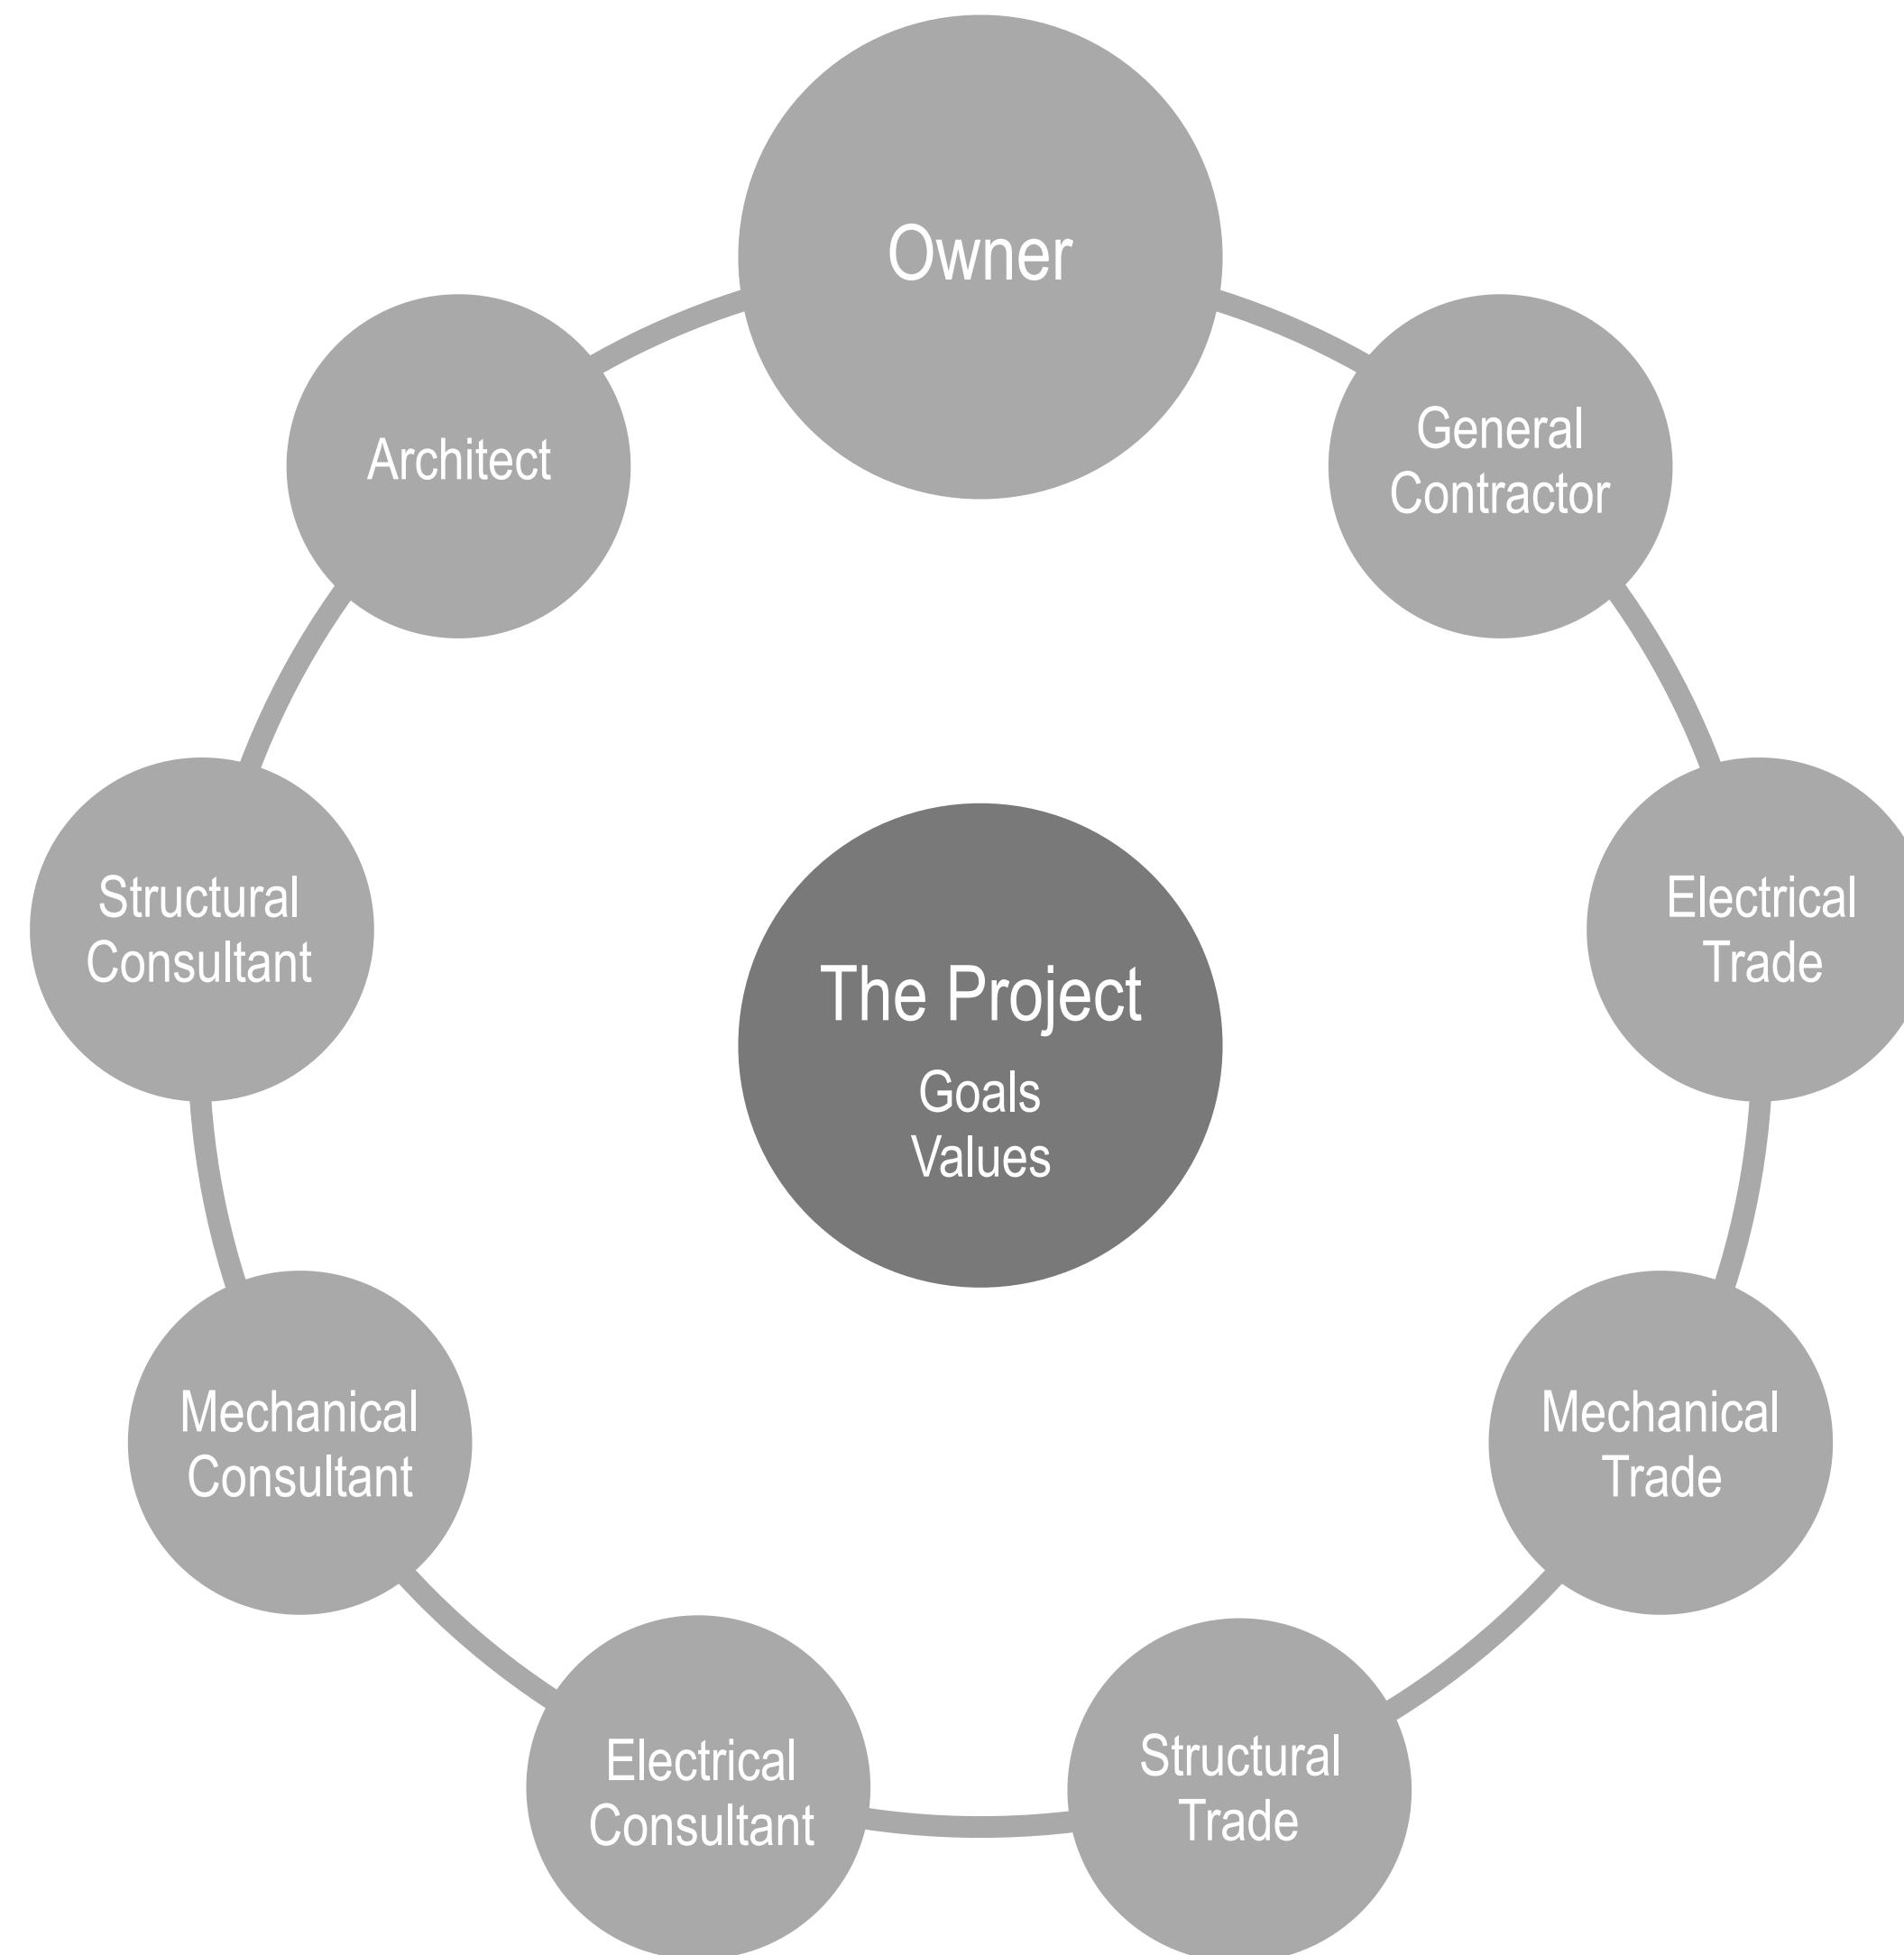 Owner
General
Contractor
Architect
Structural
Consultant
Electrical
Trade
The Project
Goals
Values
Mechanical
Consultant
Mechanical
Trade
Electrical
Consultant
Structural
Trade